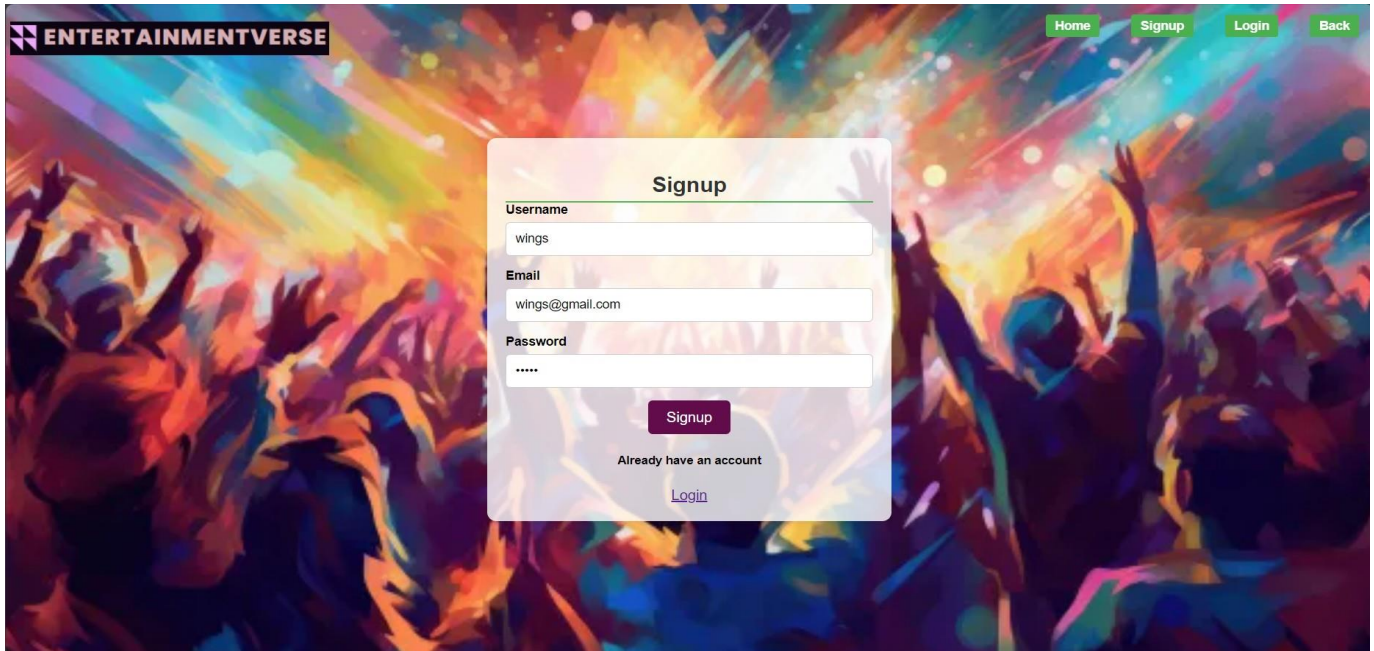 ENTERTAINMENTVERSE
Home Signup Login Back
Signup
Username
wings
Email
wings@gmail.com
Password
•••••
Signup
Already have an account
Login